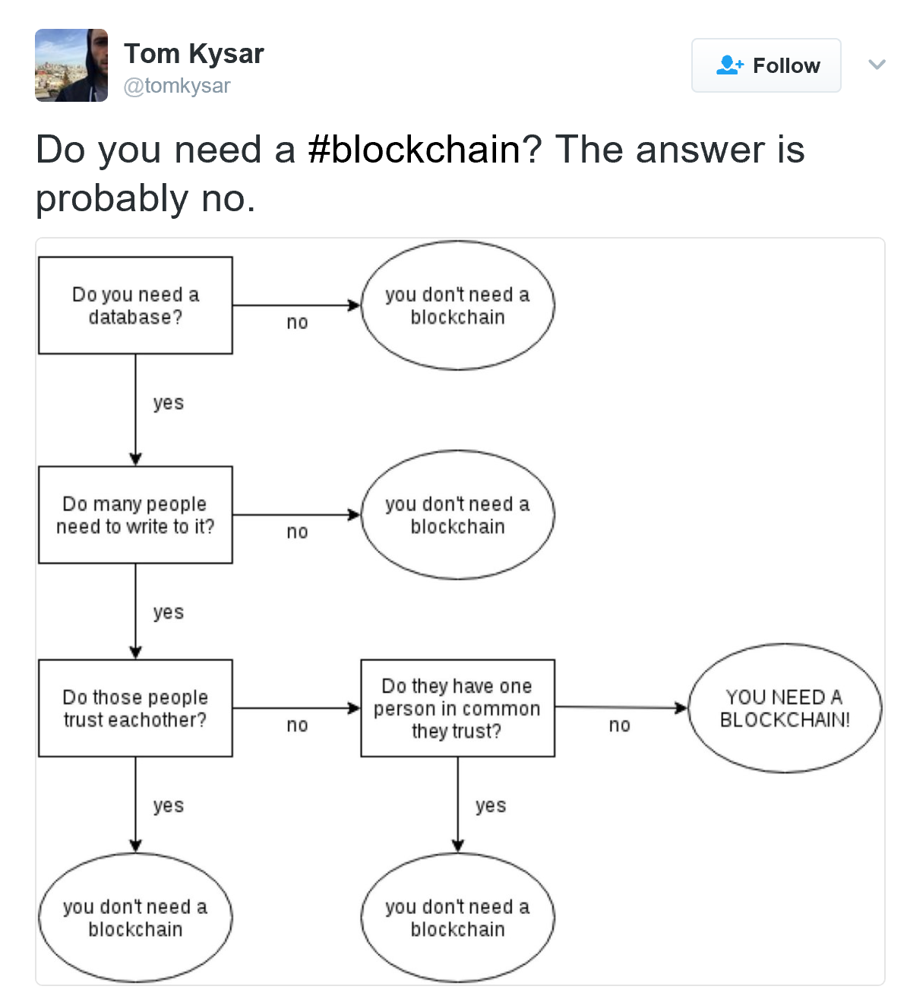 Tom Kysar
@tomkysar
Follow
Do you need a #blockchain? The answer is
probably no.
Do you need a
database?
no
you don't need a
blockchain
yes
Do many people
need to write to it?
no
you don't need a
blockchain
yes
Do those people
trust eachother?
no
Do they have one
person in common
they trust?
no
YOU NEED A
BLOCKCHAIN!
yes
yes
you don't need a
blockchain
you don't need a
blockchain